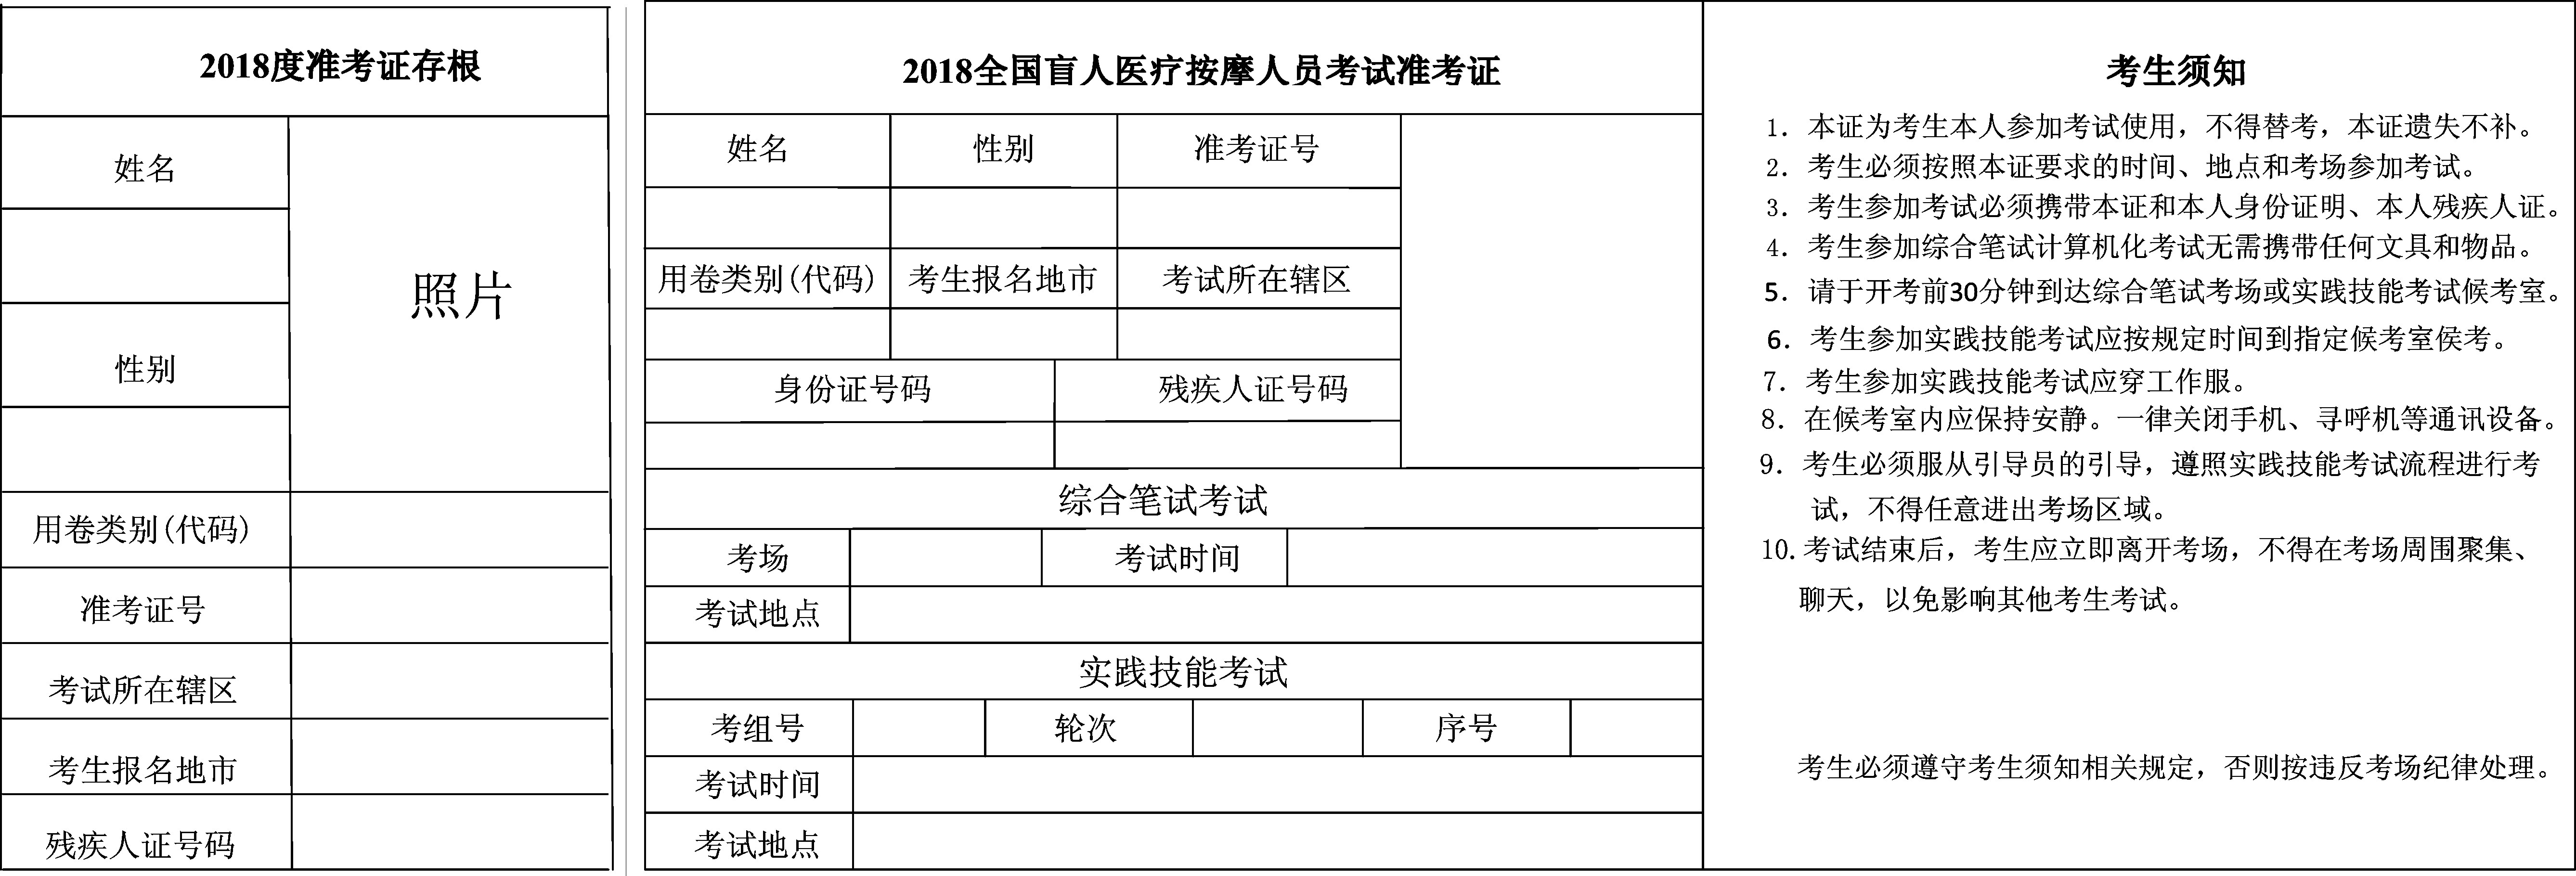 2018度准考证存根
姓名
照片
性别
用卷类别(代码)
准考证号
考试所在辖区
考生报名地市
残疾人证号码
2018全国盲人医疗按摩人员考试准考证
姓名 性别 准考证号
用卷类别(代码) 考生报名地市 考试所在辖区
身份证号码 残疾人证号码
综合笔试考试
考场 考试时间
考试地点
实践技能考试
考组号 轮次 序号
考试时间
考试地点
考生须知
1. 本证为考生本人参加考试使用，不得替考，本证遗失不补。
2. 考生必须按照本证要求的时间、地点和考场参加考试。
3. 考生参加考试必须携带本证和本人身份证明、本人残疾人证。
4. 考生参加综合笔试计算机化考试无需携带任何文具和物品。
5. 请于开考前30分钟到达综合笔试考场或实践技能考试候考室。
6. 考生参加实践技能考试应按规定时间到指定候考室侯考。
7. 考生参加实践技能考试应穿工作服。
8. 在候考室内应保持安静。一律关闭手机、寻呼机等通讯设备。
9. 考生必须服从引导员的引导，遵照实践技能考试流程进行考
试，不得任意进出考场区域。
10. 考试结束后，考生应立即离开考场，不得在考场周围聚集、
聊天，以免影响其他考生考试。
考生必须遵守考生须知相关规定，否则按违反考场纪律处理。